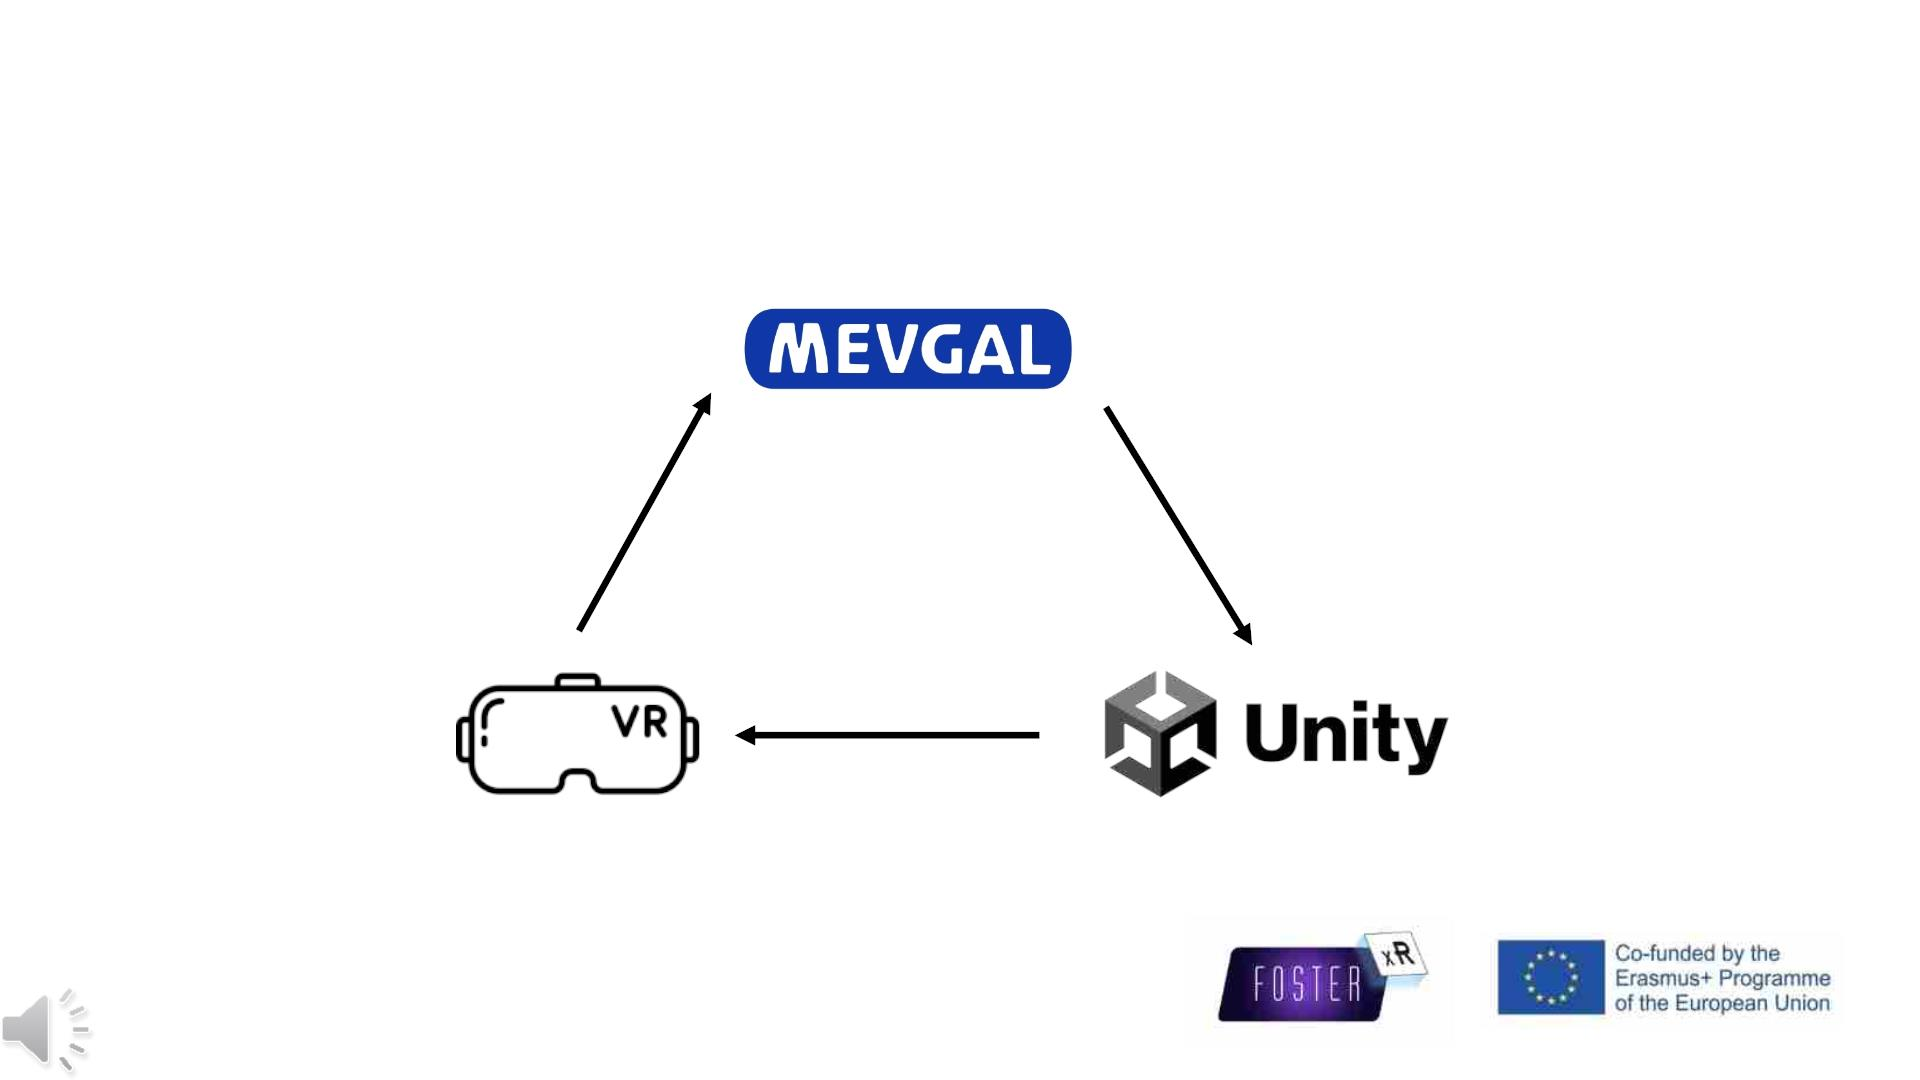 MEVGAL
VR
Unity
FOSTER
xR
Co-funded by the
Erasmus+ Programme
of the European Union